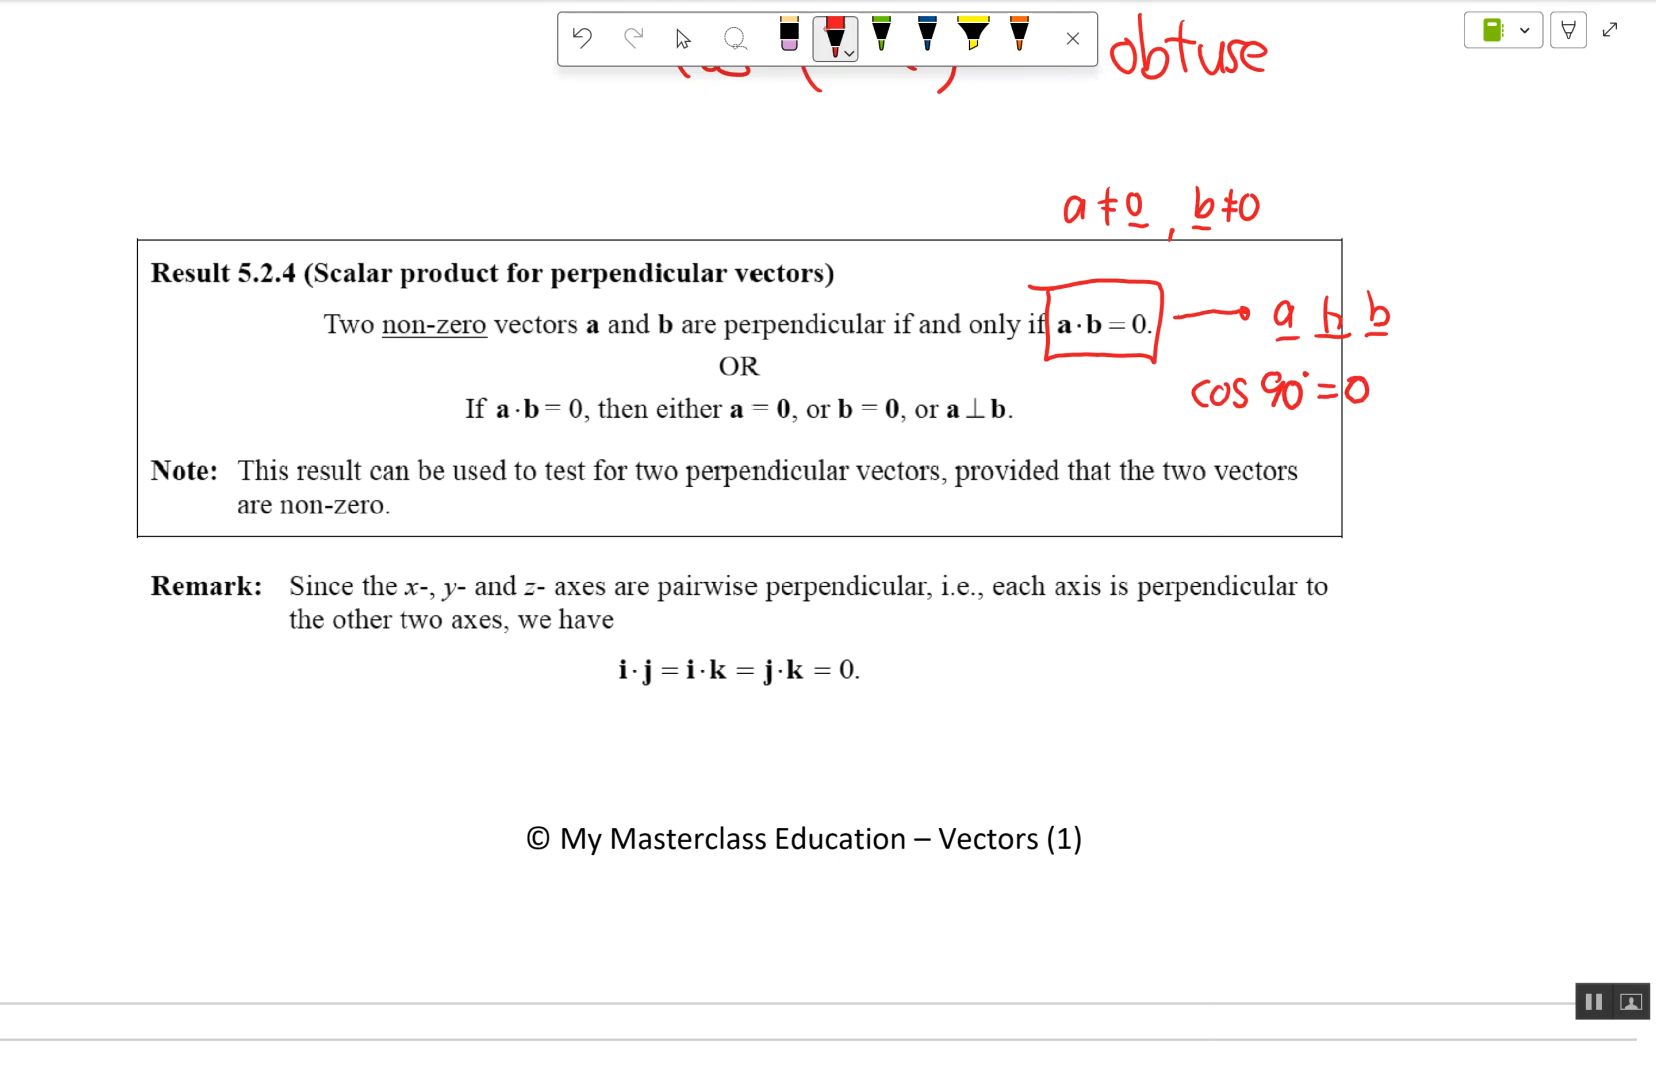 obtuse
a ≠ 0 , b ≠ 0
Result 5.2.4 (Scalar product for perpendicular vectors)
Two non-zero vectors a and b are perpendicular if and only if a · b = 0.
a b
OR
cos 90° = 0
If a · b = 0, then either a = 0, or b = 0, or a ⊥ b.
Note: This result can be used to test for two perpendicular vectors, provided that the two vectors
are non-zero.
Remark: Since the x-, y- and z- axes are pairwise perpendicular, i.e., each axis is perpendicular to
the other two axes, we have
i · j = i · k = j · k = 0.
© My Masterclass Education – Vectors (1)